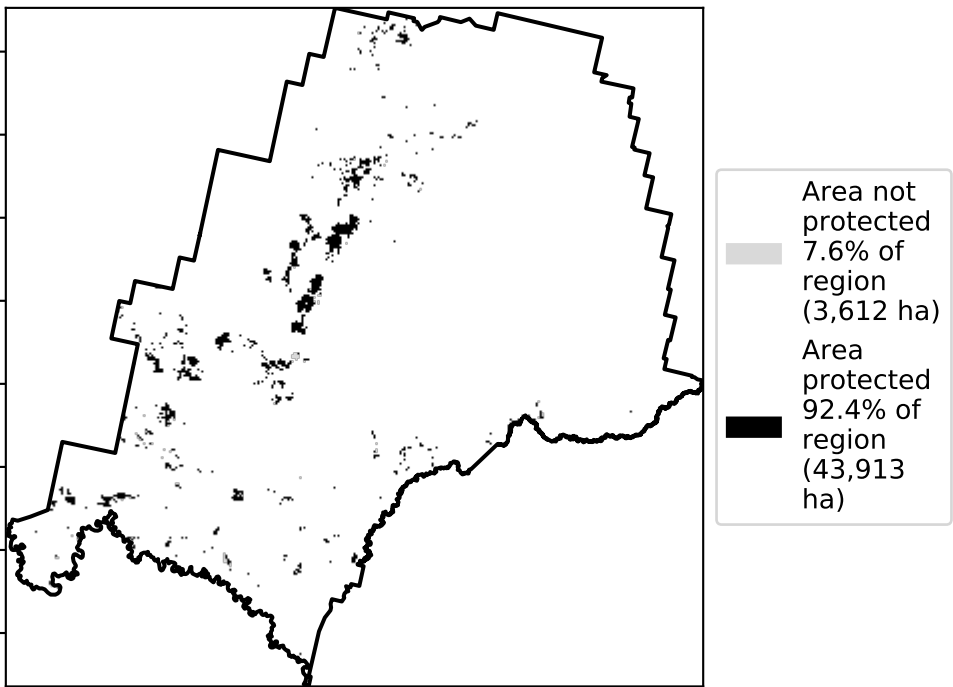 Area not
protected
7.6% of
region
(3,612 ha)
Area
protected
92.4% of
region
(43,913
ha)